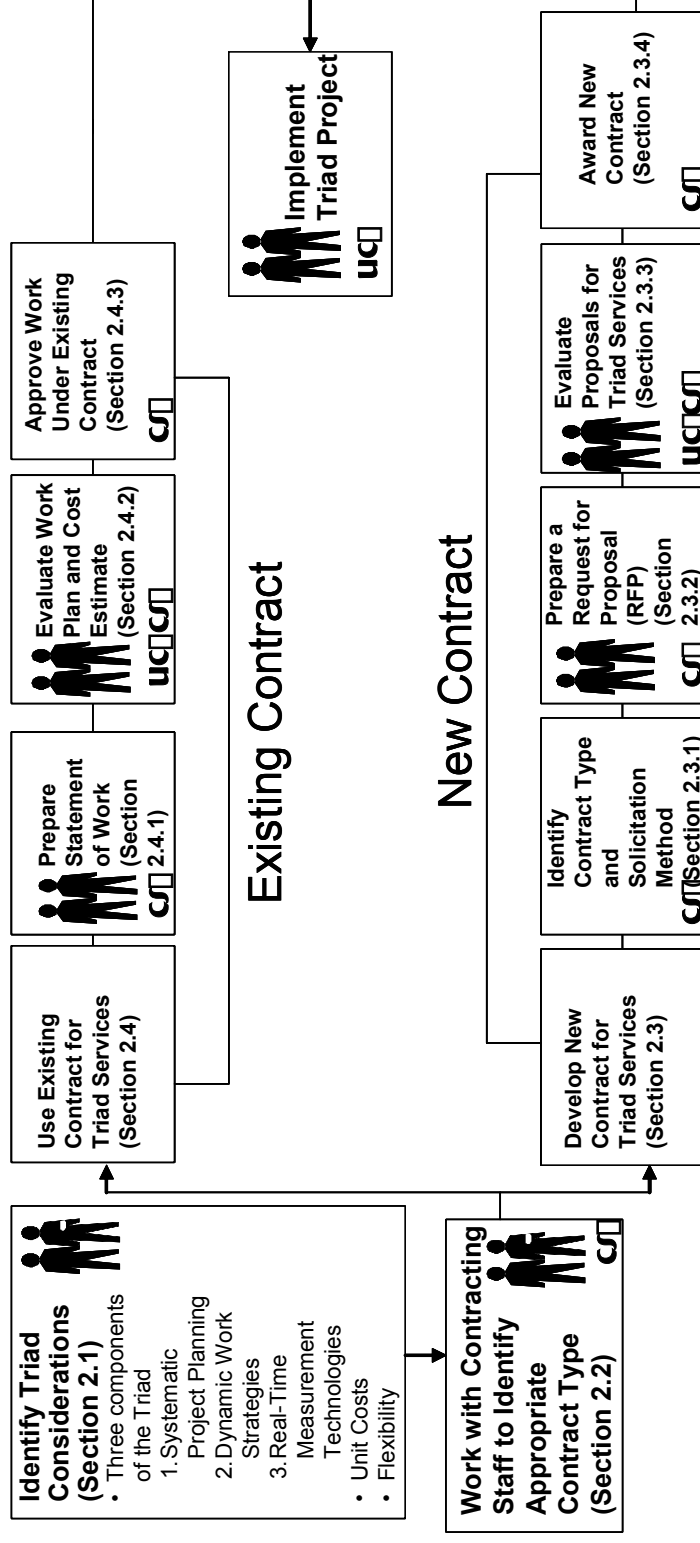 Identify Triad
Considerations
(Section 2.1)
• Three components
of the Triad
1. Systematic
Project Planning
2. Dynamic Work
Strategies
3. Real-Time
Measurement
Technologies
• Unit Costs
• Flexibility
Work with Contracting
Staff to Identify
Appropriate
Contract Type
(Section 2.2)
Use Existing
Contract for
Triad Services
(Section 2.4)
Prepare
Statement
of Work
(Section
2.4.1)
Evaluate Work
Plan and Cost
Estimate
(Section 2.4.2)
Approve Work
Under Existing
Contract
(Section 2.4.3)
Existing Contract
Implement
Triad Project
New Contract
Develop New
Contract for
Triad Services
(Section 2.3)
Identify
Contract Type
and
Solicitation
Method
(Section 2.3.1)
Prepare a
Request for
Proposal
(RFP)
(Section
2.3.2)
Evaluate
Proposals for
Triad Services
(Section 2.3.3)
Award New
Contract
(Section 2.3.4)